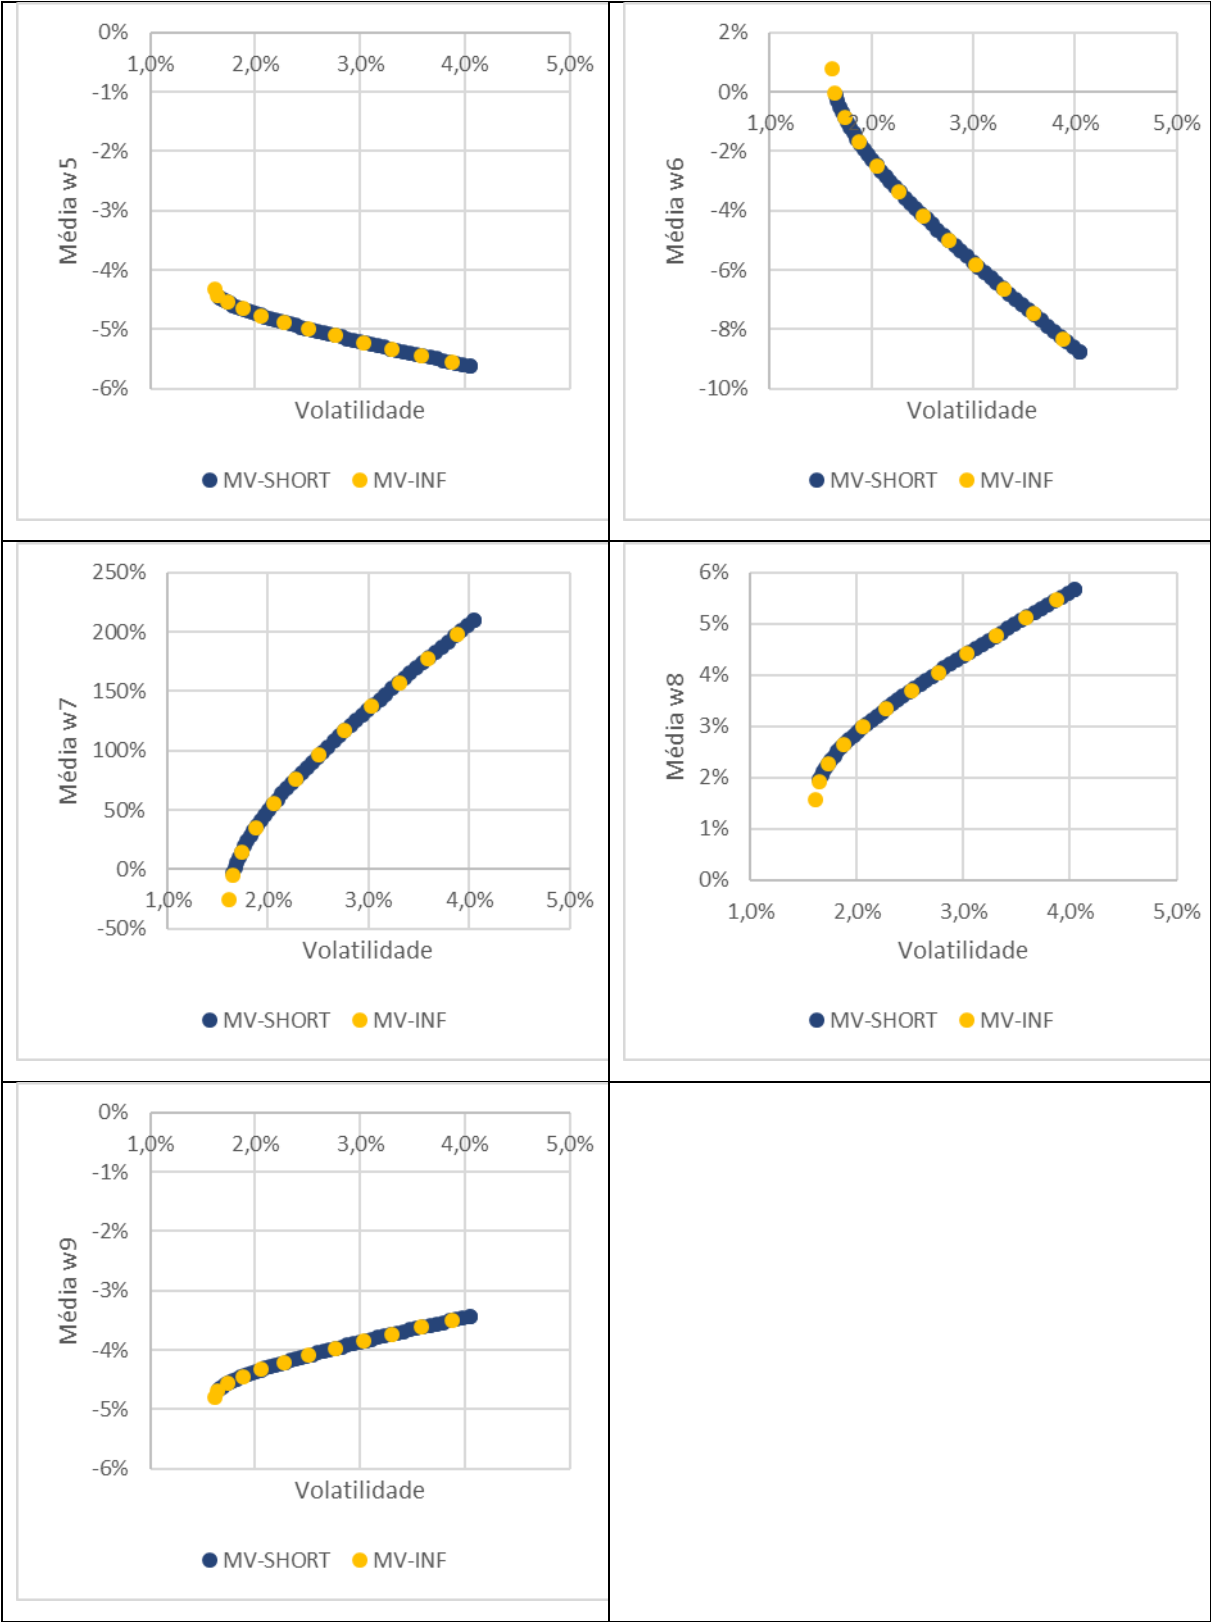 0%
1,0% 2,0% 3,0% 4,0% 5,0%
-1%
-2%
-3%
-4%
-5%
-6%
Média w5
Volatilidade
MV-SHORT MV-INF
2%
0%
1,0% 2,0% 3,0% 4,0% 5,0%
-2%
-4%
-6%
-8%
-10%
Média w6
Volatilidade
MV-SHORT MV-INF
250%
200%
150%
100%
50%
0%
1,0% 2,0% 3,0% 4,0% 5,0%
-50%
Média w7
Volatilidade
MV-SHORT MV-INF
6%
5%
4%
3%
2%
1%
0%
1,0% 2,0% 3,0% 4,0% 5,0%
Média w8
Volatilidade
MV-SHORT MV-INF
0%
1,0% 2,0% 3,0% 4,0% 5,0%
-1%
-2%
-3%
-4%
-5%
-6%
Média w9
Volatilidade
MV-SHORT MV-INF